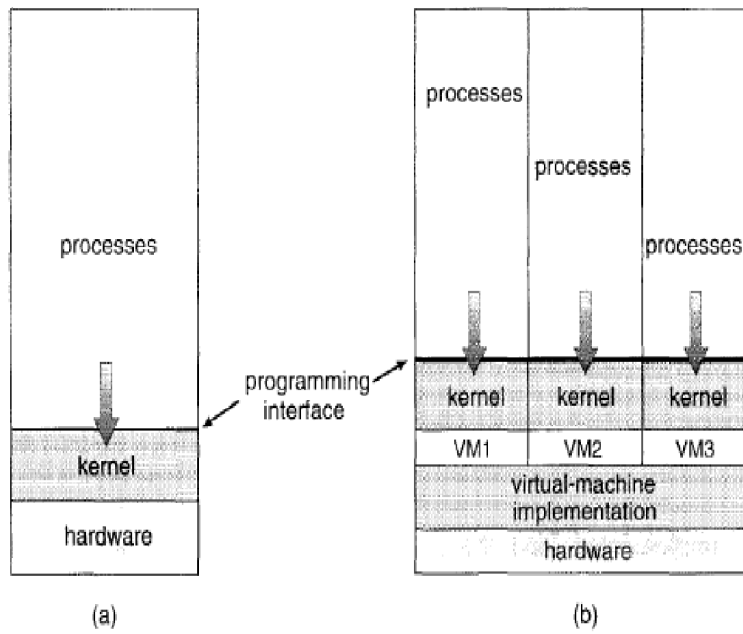 processes
kernel
hardware
(a)
programming
interface
processes
processes
processes
kernel
kernel
kernel
VM1
VM2
VM3
virtual-machine
implementation
hardware
(b)